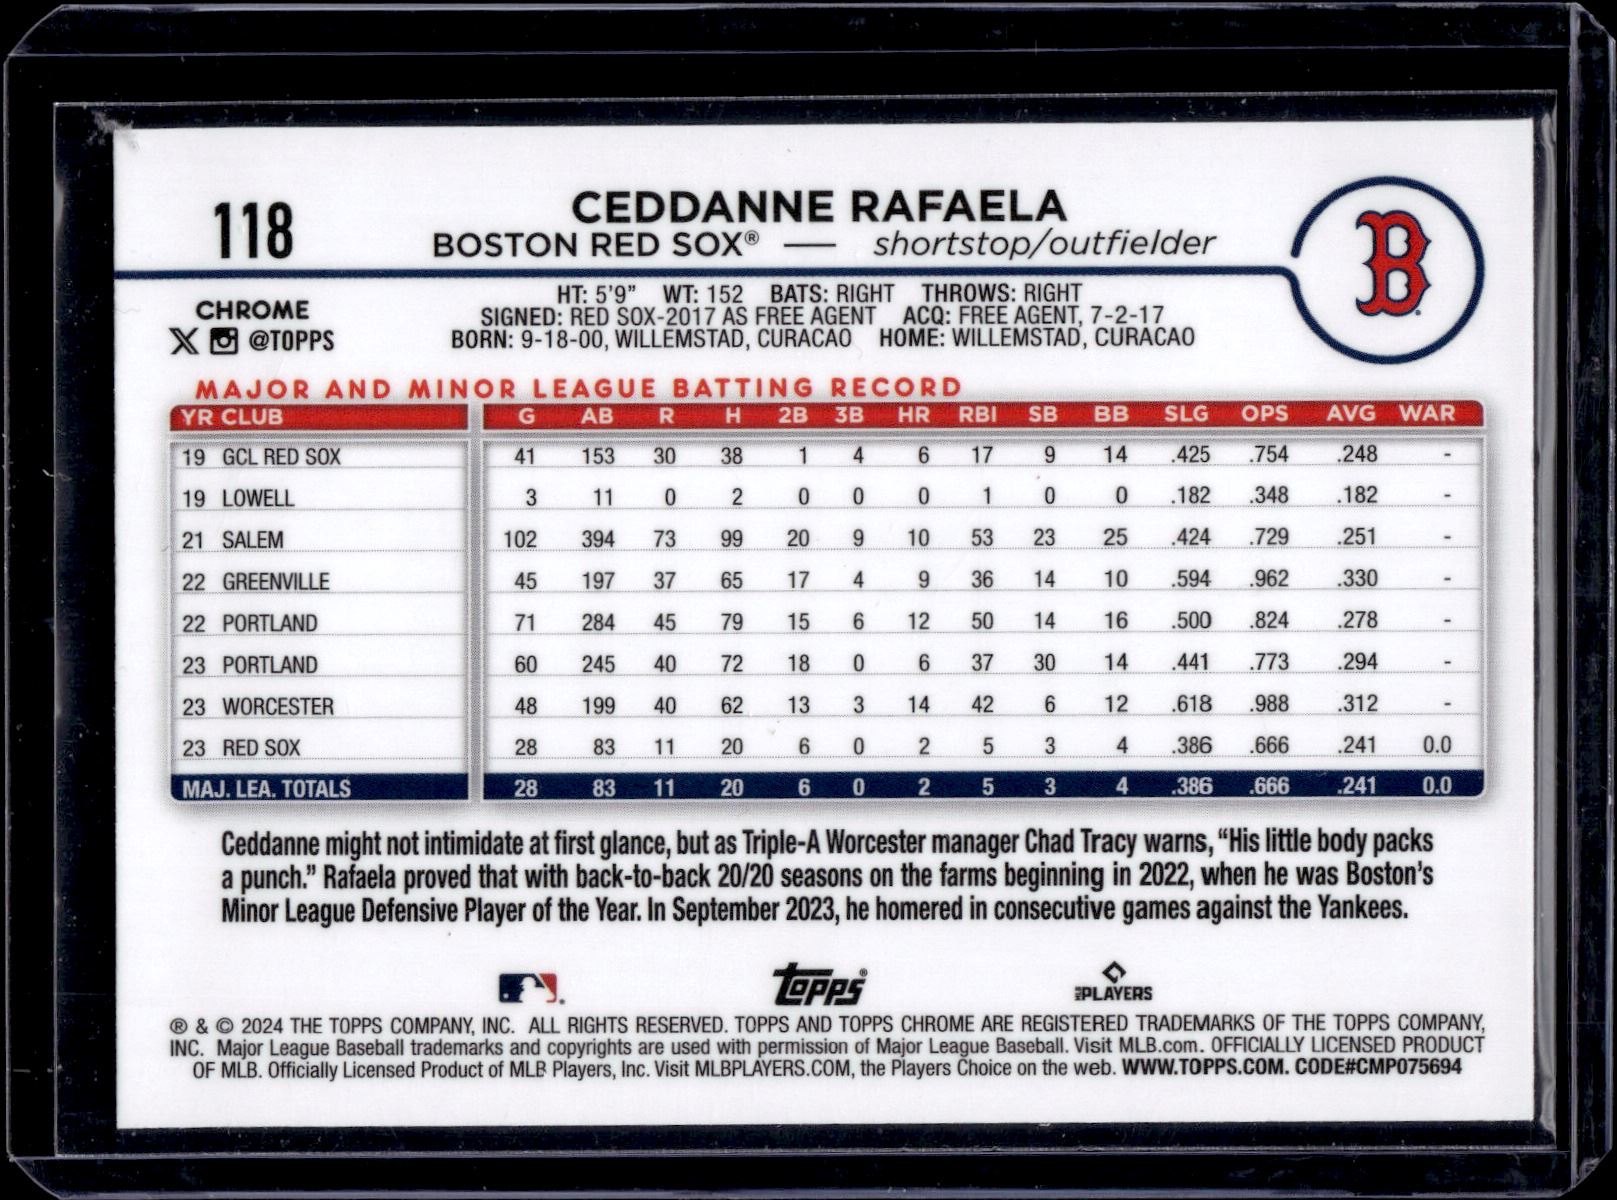 118
CEDDANNE RAFAELA
BOSTON RED SOX® — shortstop/outfielder
B
CHROME
X @TOPPS
HT: 5'9” WT: 152 BATS: RIGHT THROWS: RIGHT
SIGNED: RED SOX-2017 AS FREE AGENT ACQ: FREE AGENT, 7-2-17
BORN: 9-18-00, WILLEMSTAD, CURACAO HOME: WILLEMSTAD, CURACAO
MAJOR AND MINOR LEAGUE BATTING RECORD
YR CLUB G AB R H 2B 3B HR RBI SB BB SLG OPS AVG WAR
19 GCL RED SOX 41 153 30 38 1 4 6 17 9 14 .425 .754 .248 -
19 LOWELL 3 11 0 2 0 0 0 1 0 0 .182 .348 .182 -
21 SALEM 102 394 73 99 20 9 10 53 23 25 .424 .729 .251 -
22 GREENVILLE 45 197 37 65 17 4 9 36 14 10 .594 .962 .330 -
22 PORTLAND 71 284 45 79 15 6 12 50 14 16 .500 .824 .278 -
23 PORTLAND 60 245 40 72 18 0 6 37 30 14 .441 .773 .294 -
23 WORCESTER 48 199 40 62 13 3 14 42 6 12 .618 .988 .312 -
23 RED SOX 28 83 11 20 6 0 2 5 3 4 .386 .666 .241 0.0
MAJ. LEA. TOTALS 28 83 11 20 6 0 2 5 3 4 .386 .666 .241 0.0
Ceddanne might not intimidate at first glance, but as Triple-A Worcester manager Chad Tracy warns, “His little body packs
a punch.” Rafaela proved that with back-to-back 20/20 seasons on the farms beginning in 2022, when he was Boston's
Minor League Defensive Player of the Year. In September 2023, he homered in consecutive games against the Yankees.
Topps®
MLB PLAYERS
® & © 2024 THE TOPPS COMPANY, INC. ALL RIGHTS RESERVED. TOPPS AND TOPPS CHROME ARE REGISTERED TRADEMARKS OF THE TOPPS COMPANY,
INC. Major League Baseball trademarks and copyrights are used with permission of Major League Baseball. Visit MLB.com. OFFICIALLY LICENSED PRODUCT
OF MLB. Officially Licensed Product of MLB Players, Inc. Visit MLBPLAYERS.COM, the Players Choice on the web. WWW.TOPPS.COM. CODE#CMP075694